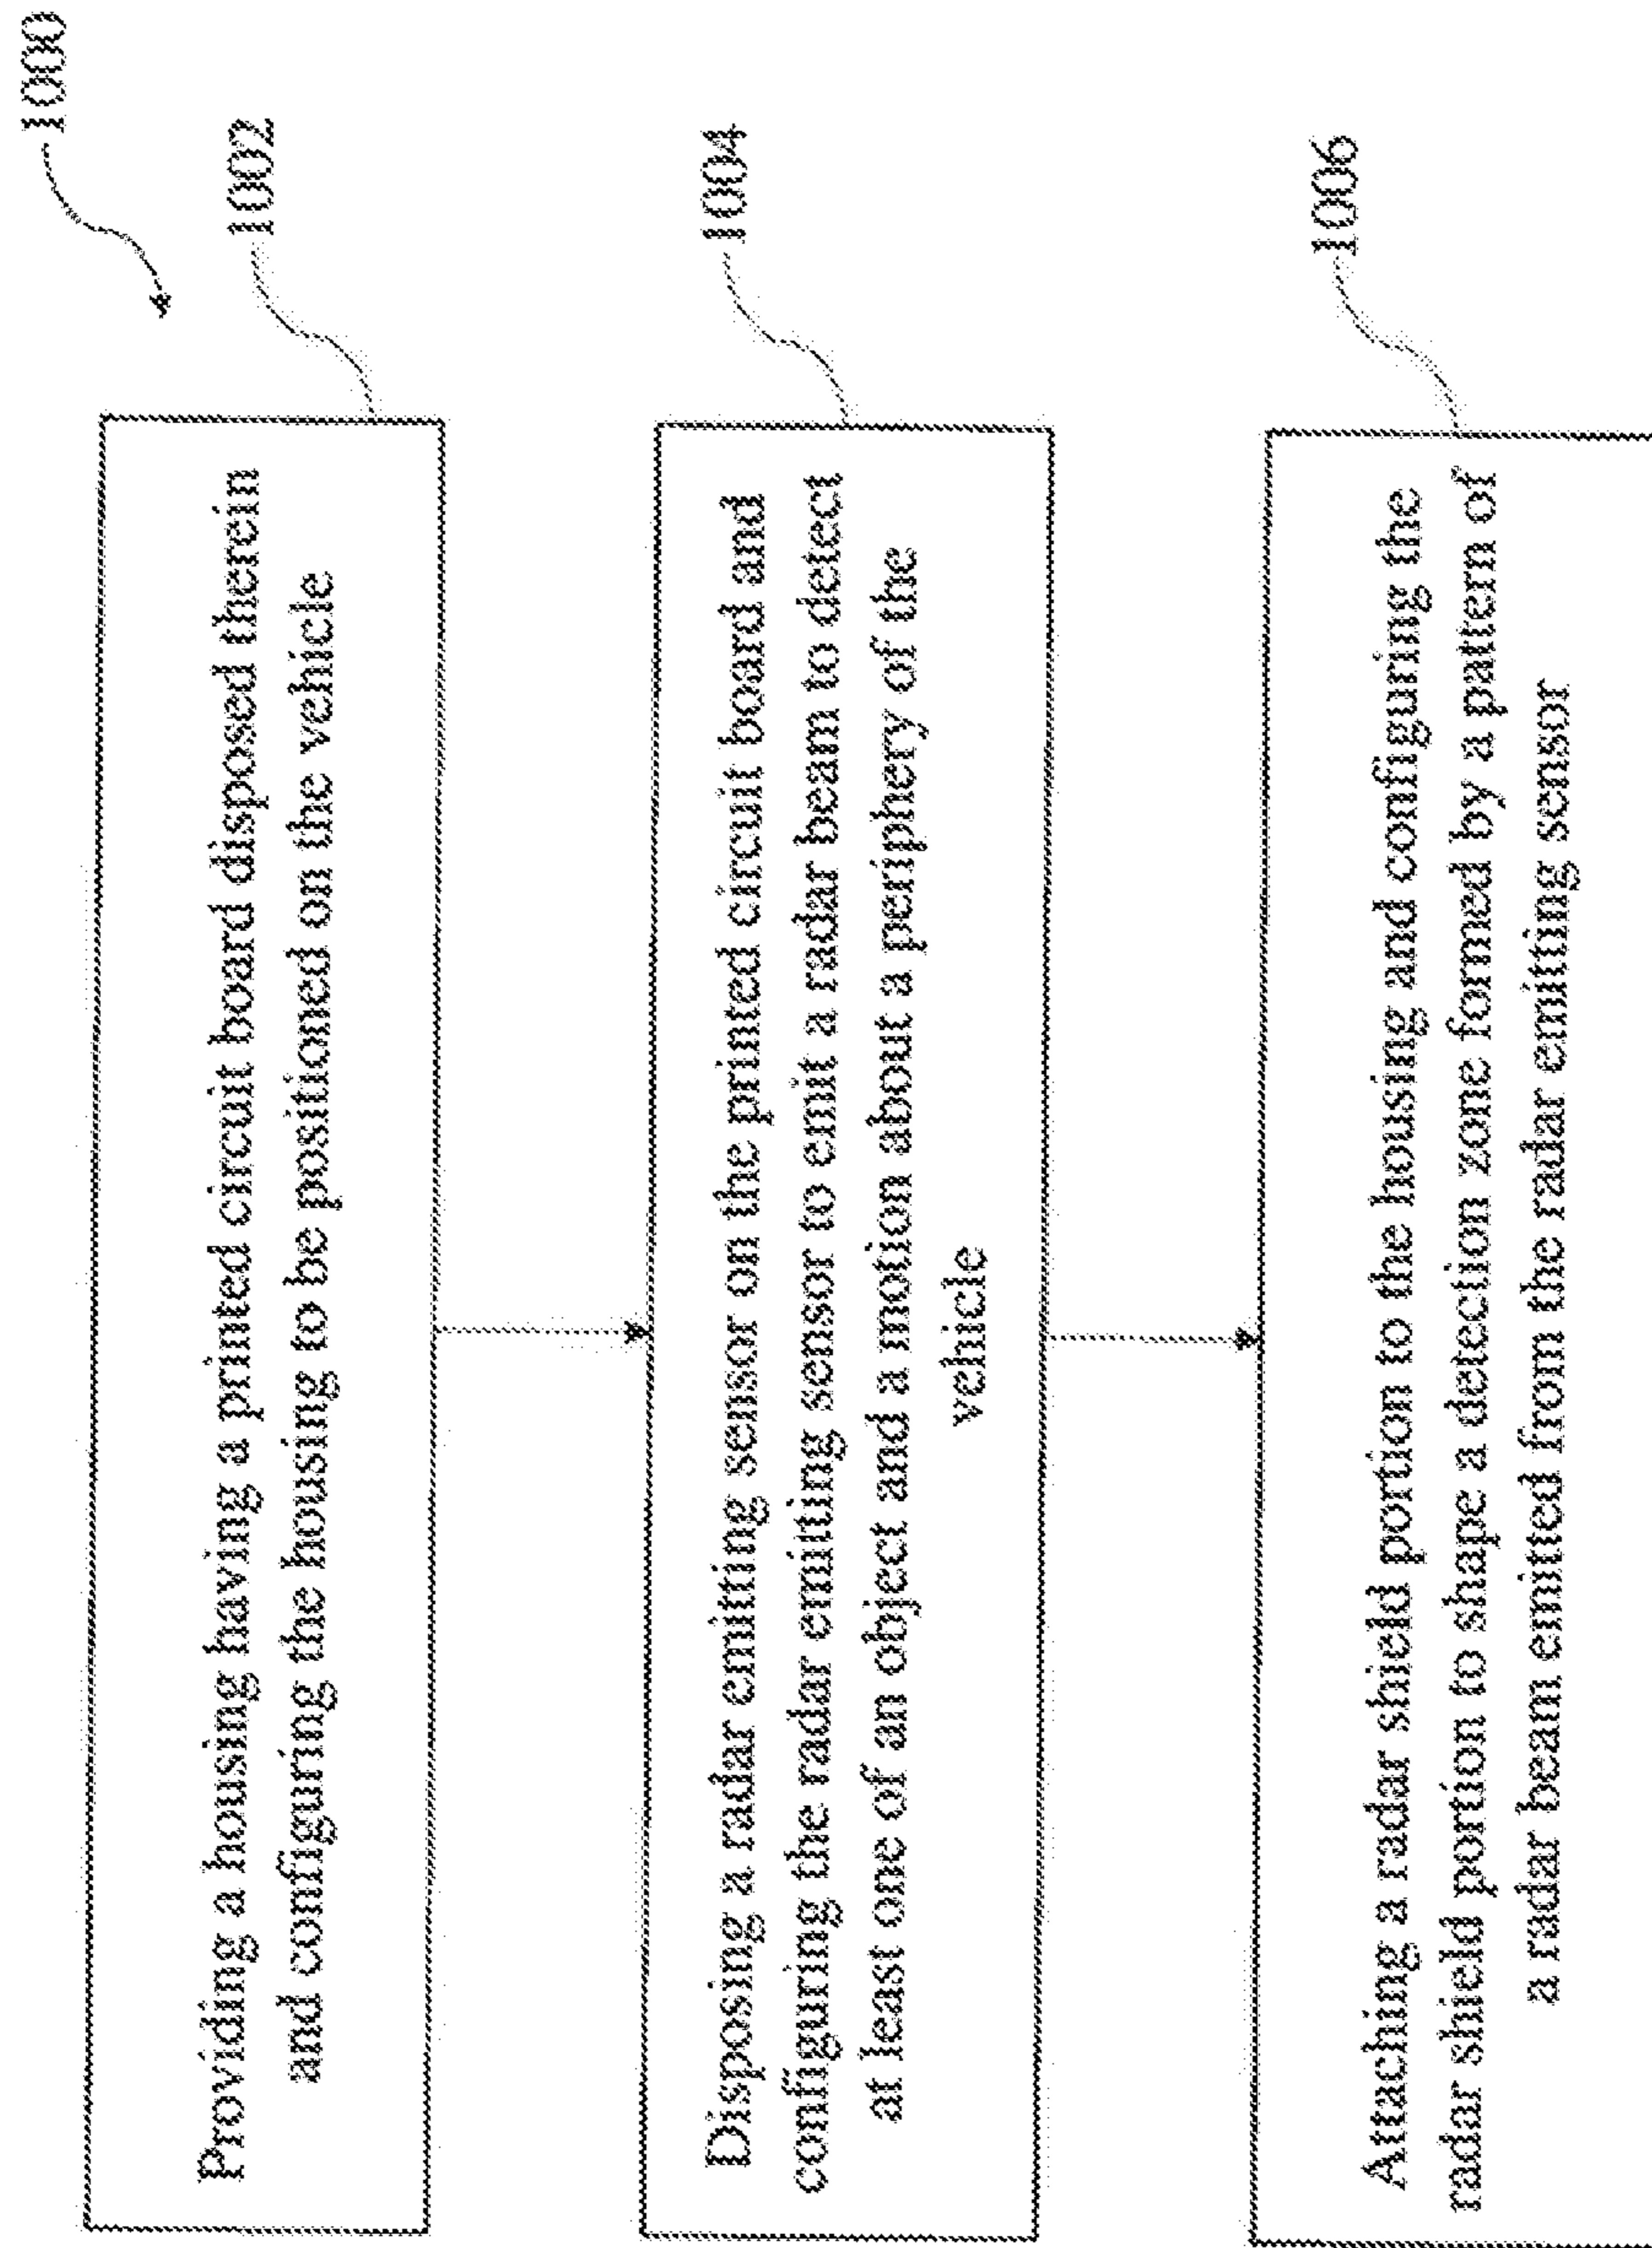 1000
1002
Providing a housing having a printed circuit board disposed therein
and configuring the housing to be positioned on the vehicle
1004
Disposing a radar emitting sensor on the printed circuit board and
configuring the radar emitting sensor to emit a radar beam to detect
at least one of an object and a motion about a periphery of the
vehicle
1006
Attaching a radar shield portion to the housing and configuring the
radar shield portion to shape a detection zone formed by a pattern of
a radar beam emitted from the radar emitting sensor